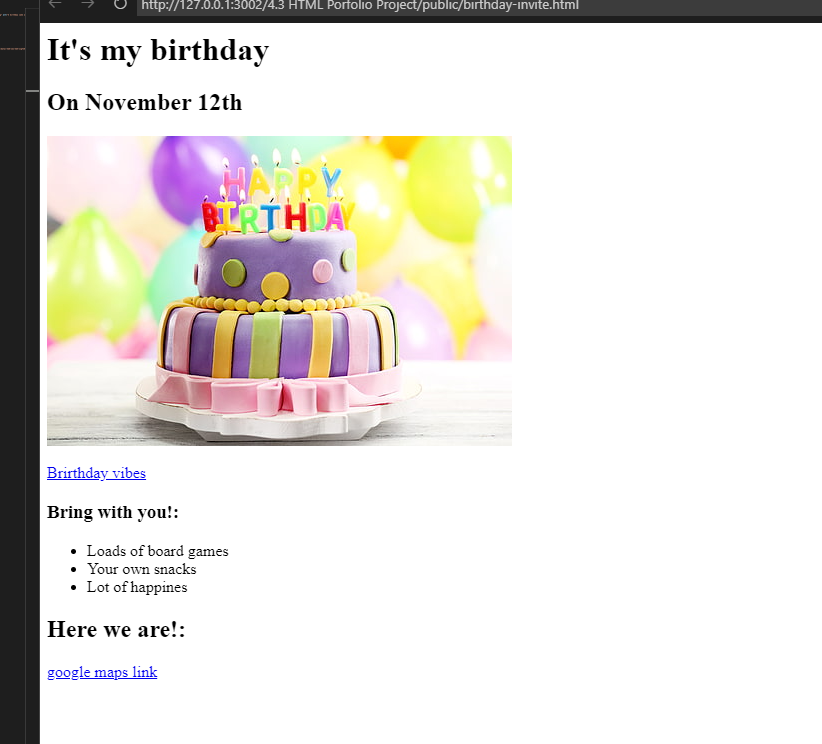 http://127.0.0.1:3002/4.3 HTML Porfolio Project/public/birthday-invite.html
It's my birthday
On November 12th
HAPPY
BIRTHDAY
Brirthday vibes
Bring with you!:
Loads of board games
Your own snacks
Lot of happines
Here we are!:
google maps link